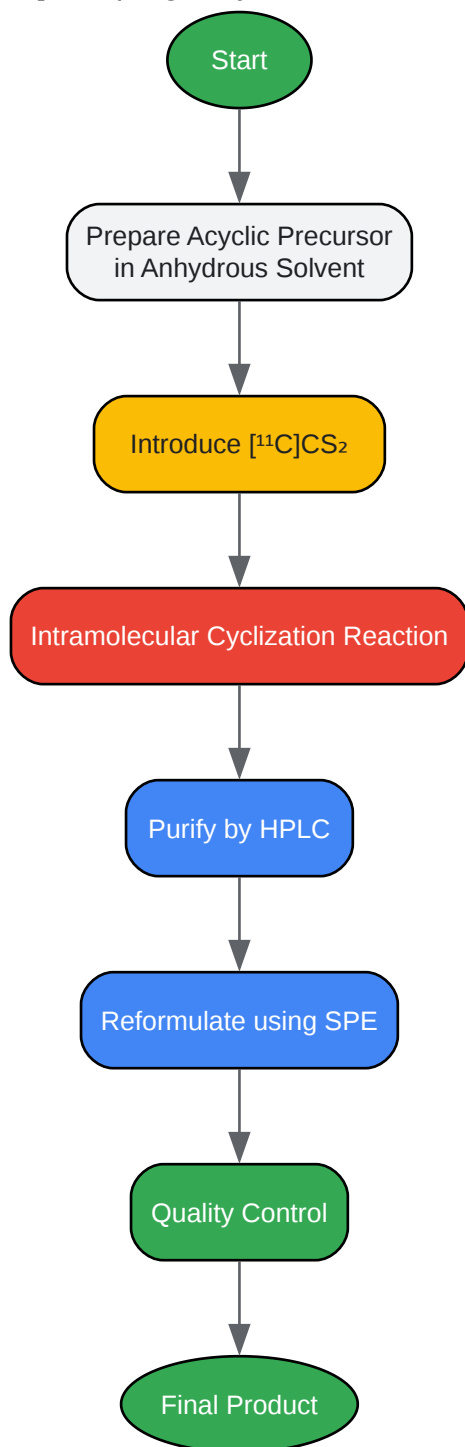 Start
Prepare Acyclic Precursor
in Anhydrous Solvent
Introduce [¹¹C]CS₂
Intramolecular Cyclization Reaction
Purify by HPLC
Reformulate using SPE
Quality Control
Final Product